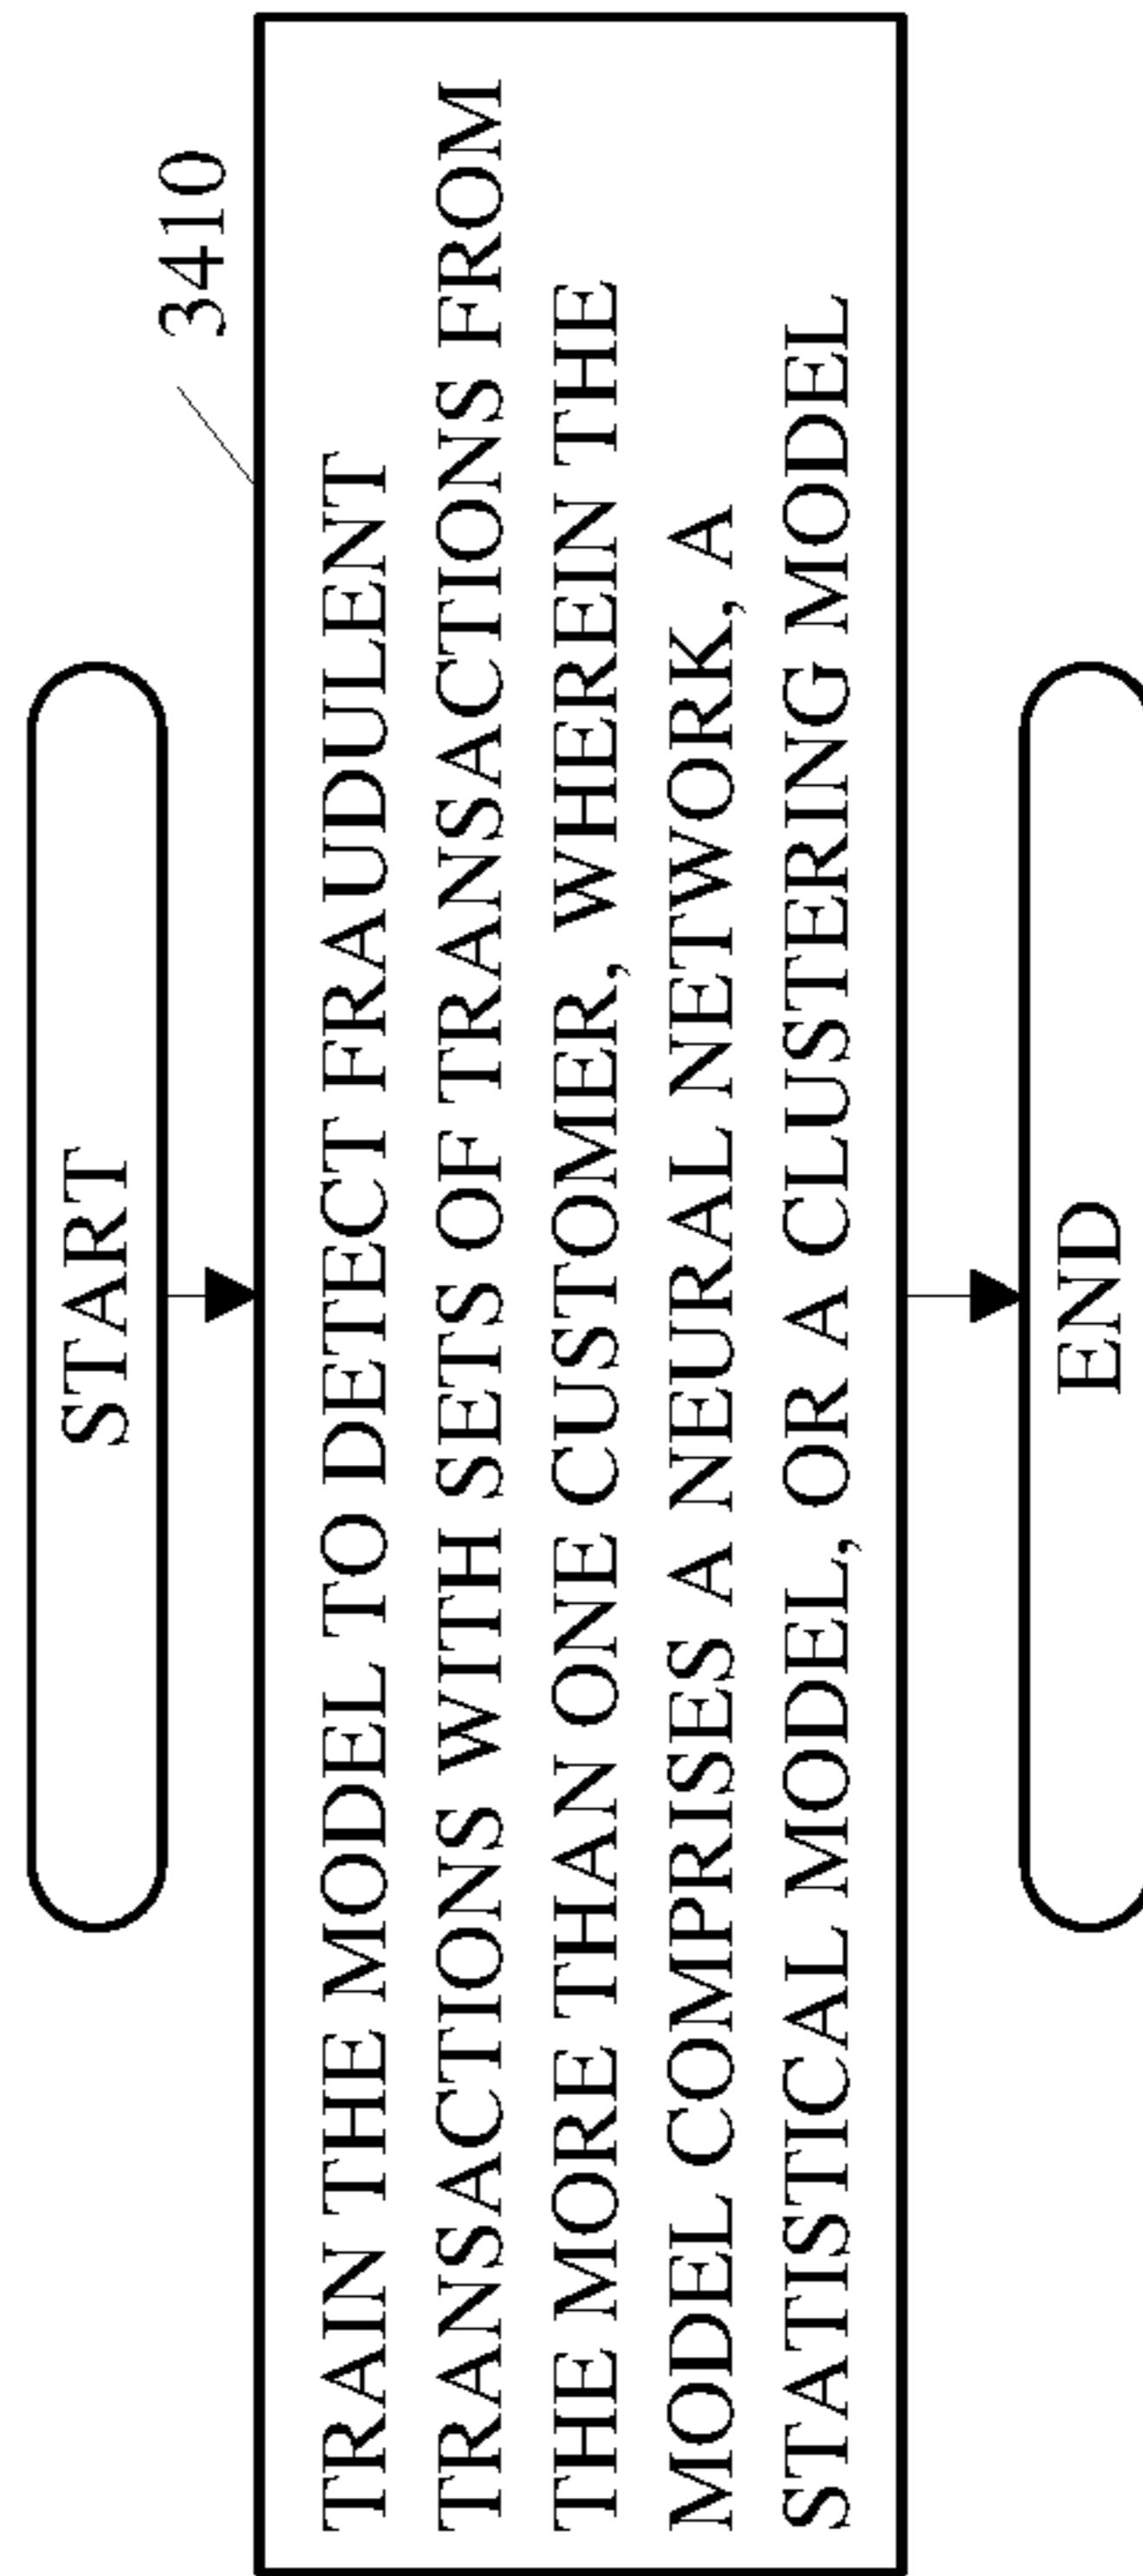 START
3410
TRAIN THE MODEL TO DETECT FRAUDULENT
TRANSACTIONS WITH SETS OF TRANSACTIONS FROM
THE MORE THAN ONE CUSTOMER, WHEREIN THE
MODEL COMPRISES A NEURAL NETWORK, A
STATISTICAL MODEL, OR A CLUSTERING MODEL
END